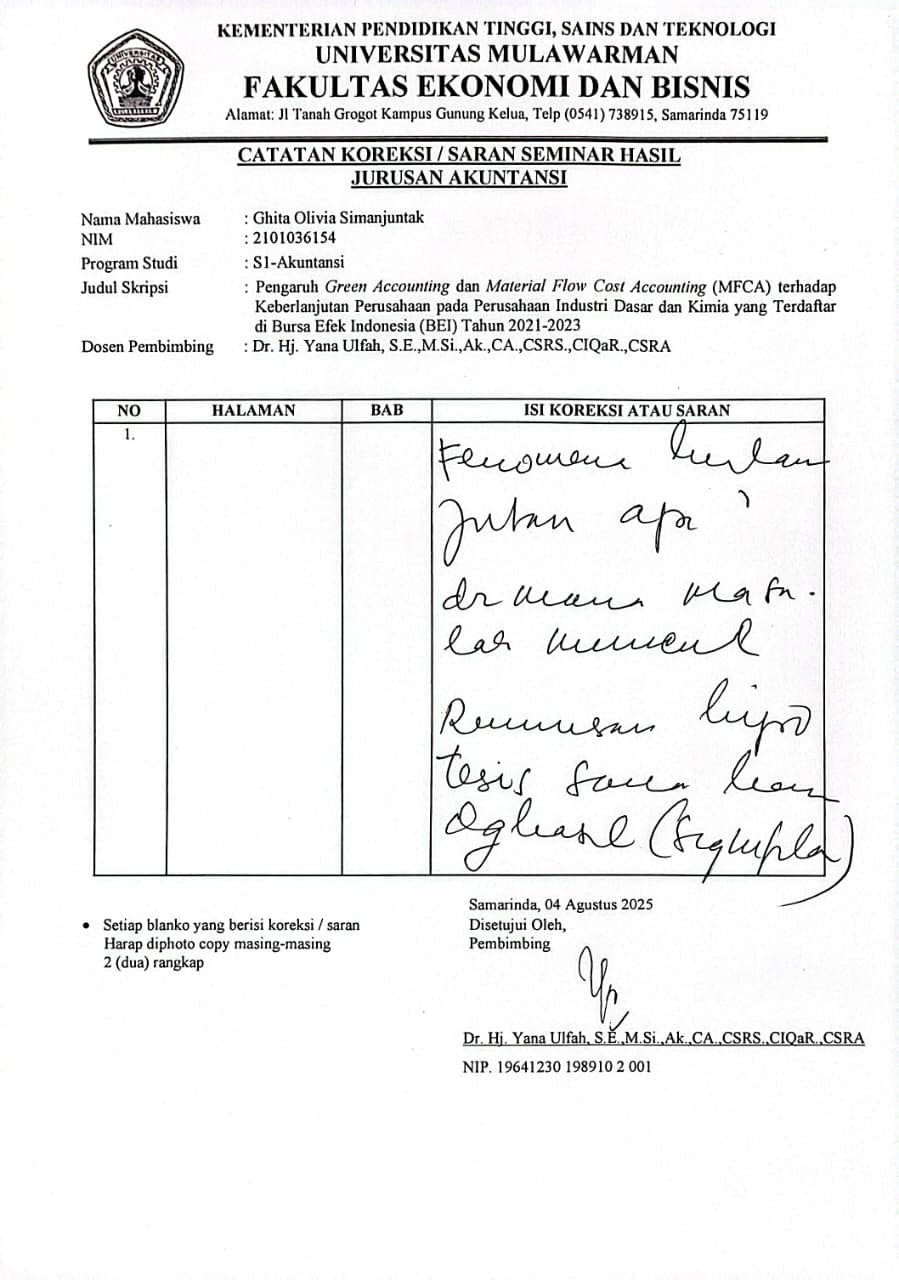 KEMENTERIAN PENDIDIKAN TINGGI, SAINS DAN TEKNOLOGI
UNIVERSITAS MULAWARMAN
FAKULTAS EKONOMI DAN BISNIS
Alamat: Jl Tanah Grogot Kampus Gunung Kelua, Telp (0541) 738915, Samarinda 75119
CATATAN KOREKSI / SARAN SEMINAR HASIL
JURUSAN AKUNTANSI
Nama Mahasiswa : Ghita Olivia Simanjuntak
NIM : 2101036154
Program Studi : S1-Akuntansi
Judul Skripsi : Pengaruh Green Accounting dan Material Flow Cost Accounting (MFCA) terhadap
Keberlanjutan Perusahaan pada Perusahaan Industri Dasar dan Kimia yang Terdaftar
di Bursa Efek Indonesia (BEI) Tahun 2021-2023
Dosen Pembimbing : Dr. Hj. Yana Ulfah, S.E.,M.Si.,Ak.,CA.,CSRS.,CIQaR.,CSRA
NO HALAMAN BAB ISI KOREKSI ATAU SARAN
1.
Fenomena
jutan apa
dr mana masa
lah muncul
Rumusan hipo
tesis sama
dg hasil
Samarinda, 04 Agustus 2025
• Setiap blanko yang berisi koreksi / saran
Harap diphoto copy masing-masing
2 (dua) rangkap
Disetujui Oleh,
Pembimbing
Dr. Hj. Yana Ulfah, S.E.,M.Si.,Ak.,CA.,CSRS.,CIQaR.,CSRA
NIP. 19641230 198910 2 001